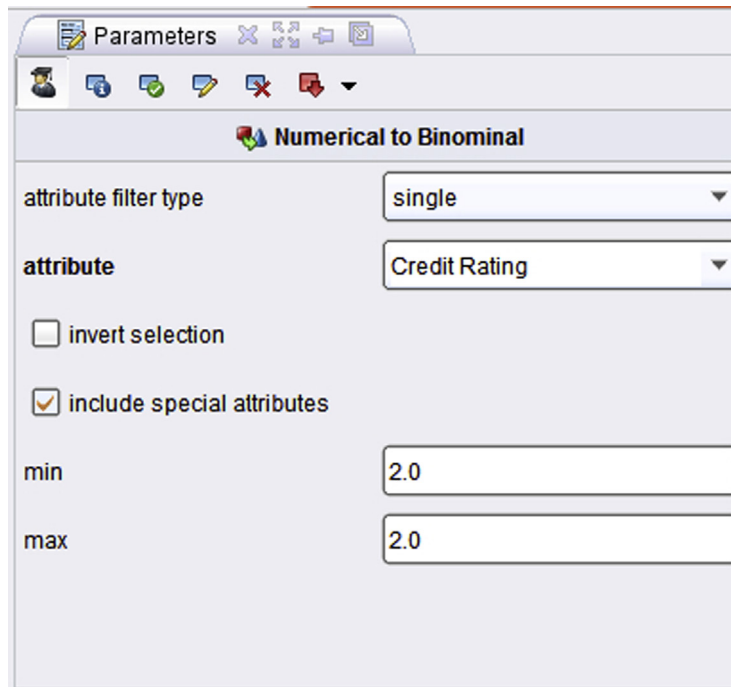 Parameters
Numerical to Binominal
attribute filter type single
attribute Credit Rating
invert selection
include special attributes
min 2.0
max 2.0